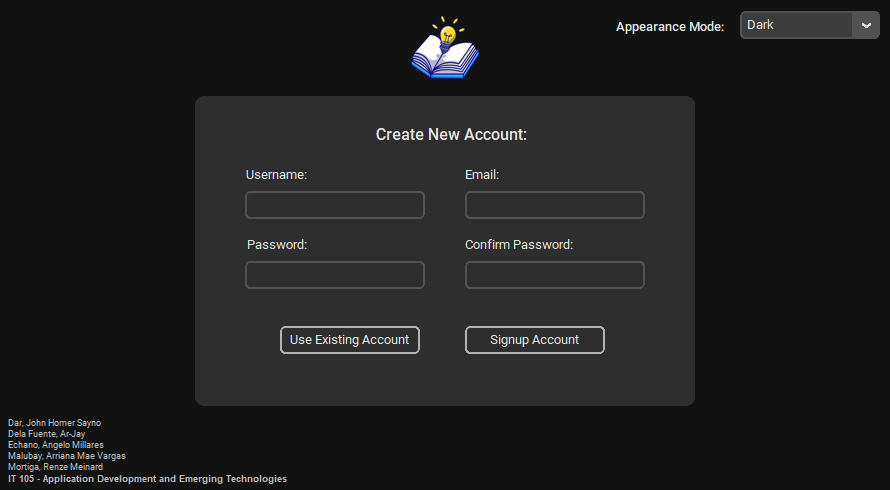 Appearance Mode: Dark
Create New Account:
Username: Email:
Password: Confirm Password:
Use Existing Account Signup Account
Dar, John Homer Sayno
Dela Fuente, Ar-Jay
Echano, Angelo Millares
Malubay, Arriana Mae Vargas
Mortiga, Renze Meinard
IT 105 - Application Development and Emerging Technologies